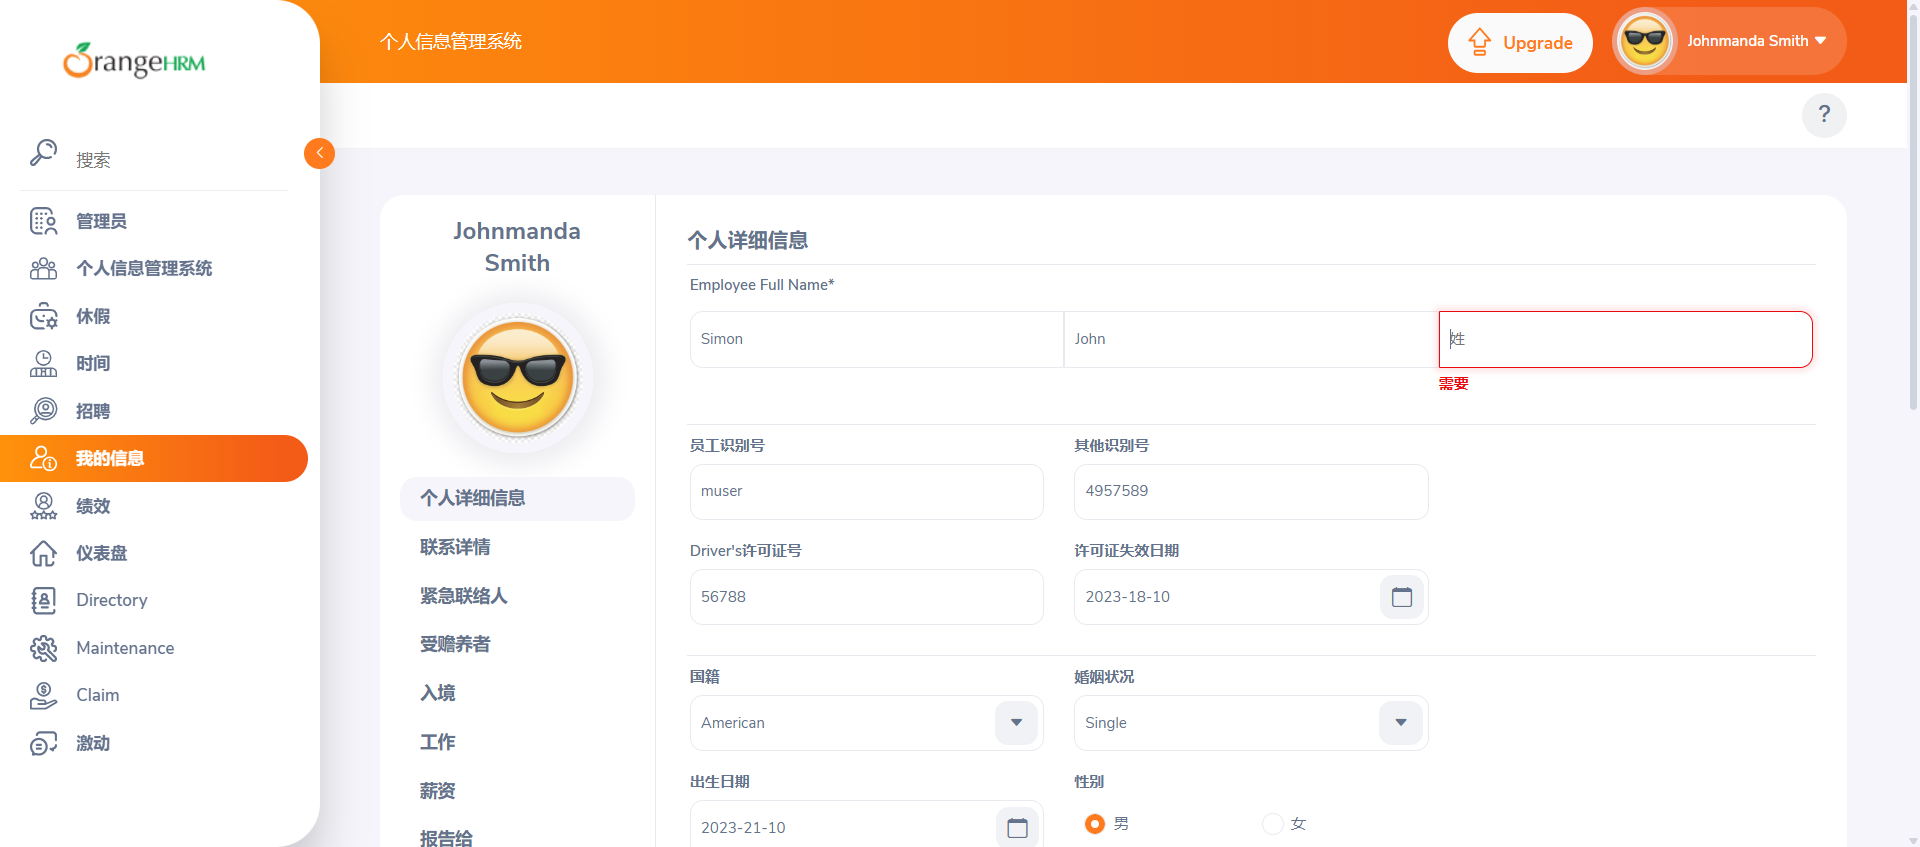 OrangeHRM
个人信息管理系统
Upgrade
Johnmanda Smith
?
搜索
管理员
个人信息管理系统
休假
时间
招聘
我的信息
绩效
仪表盘
Directory
Maintenance
Claim
激动
Johnmanda
Smith
个人详细信息
联系详情
紧急联络人
受赡养者
入境
工作
薪资
报告给
个人详细信息
Employee Full Name*
Simon
John
姓
需要
员工识别号
其他识别号
muser
4957589
Driver's许可证号
许可证失效日期
56788
2023-18-10
国籍
婚姻状况
American
Single
出生日期
性别
2023-21-10
男
女